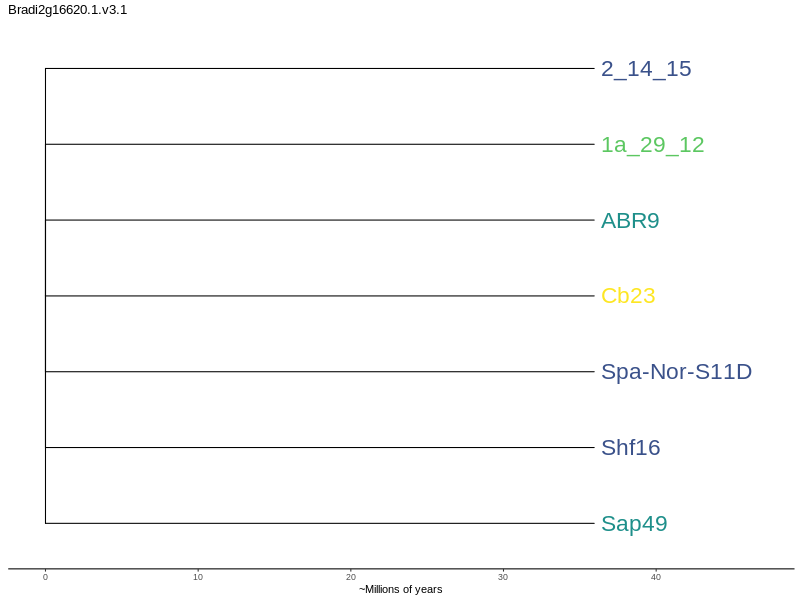 Bradi2g16620.1.v3.1
2_14_15
1a_29_12
ABR9
Cb23
Spa-Nor-S11D
Shf16
Sap49
0 10 20 30 40
~Millions of years